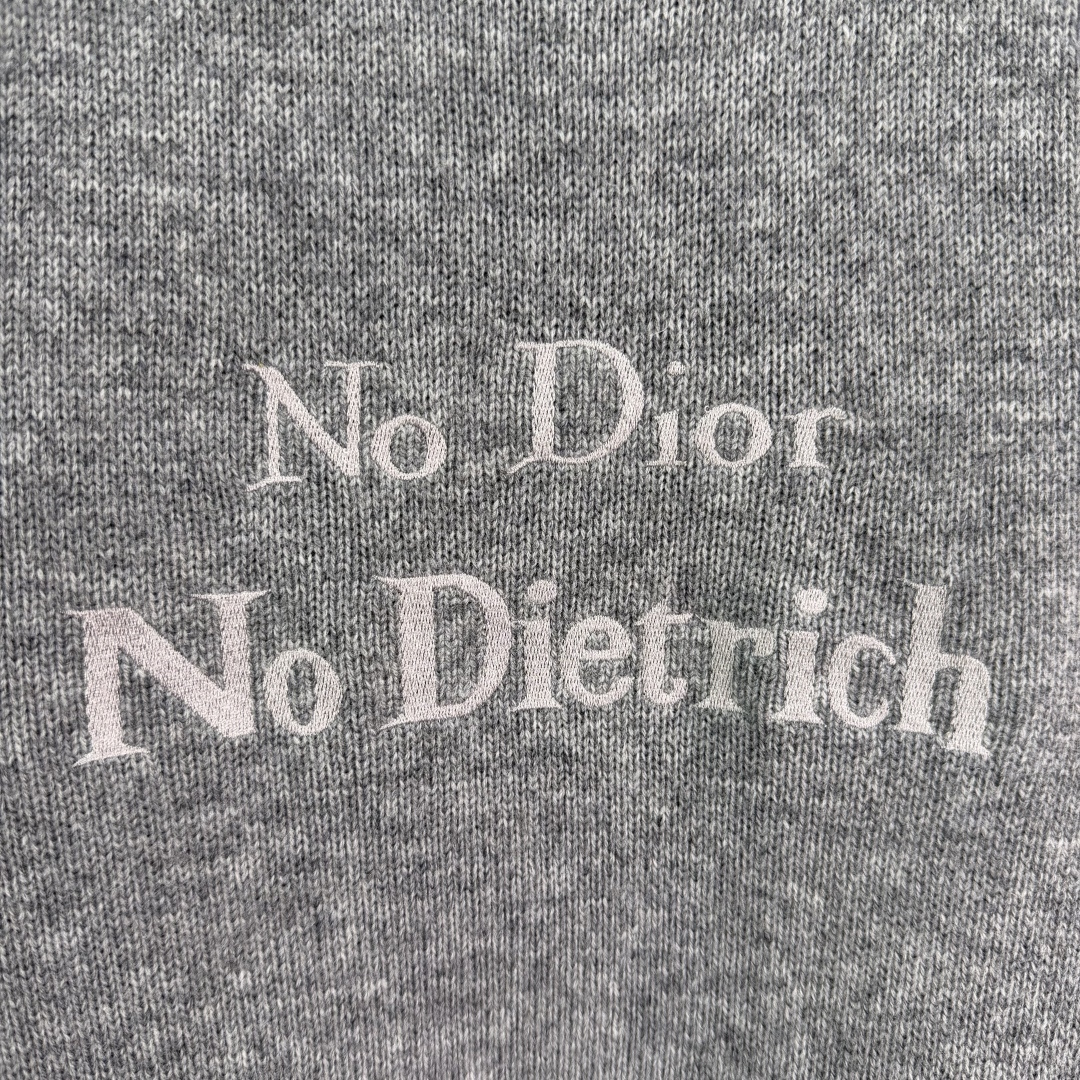 No Dior
No Dietrich